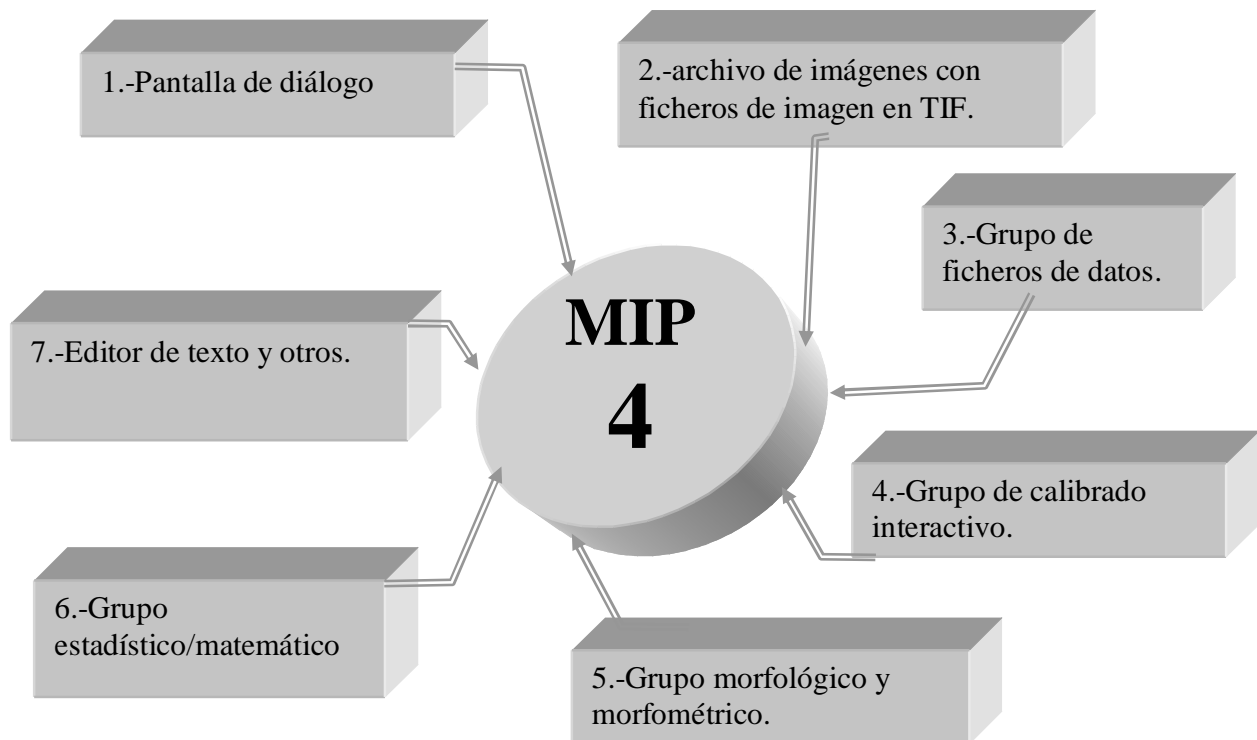 1.-Pantalla de diálogo
2.-archivo de imágenes con
ficheros de imagen en TIF.
3.-Grupo de
ficheros de datos.
MIP
4
7.-Editor de texto y otros.
4.-Grupo de calibrado
interactivo.
6.-Grupo
estadístico/matemático
5.-Grupo morfológico y
morfométrico.